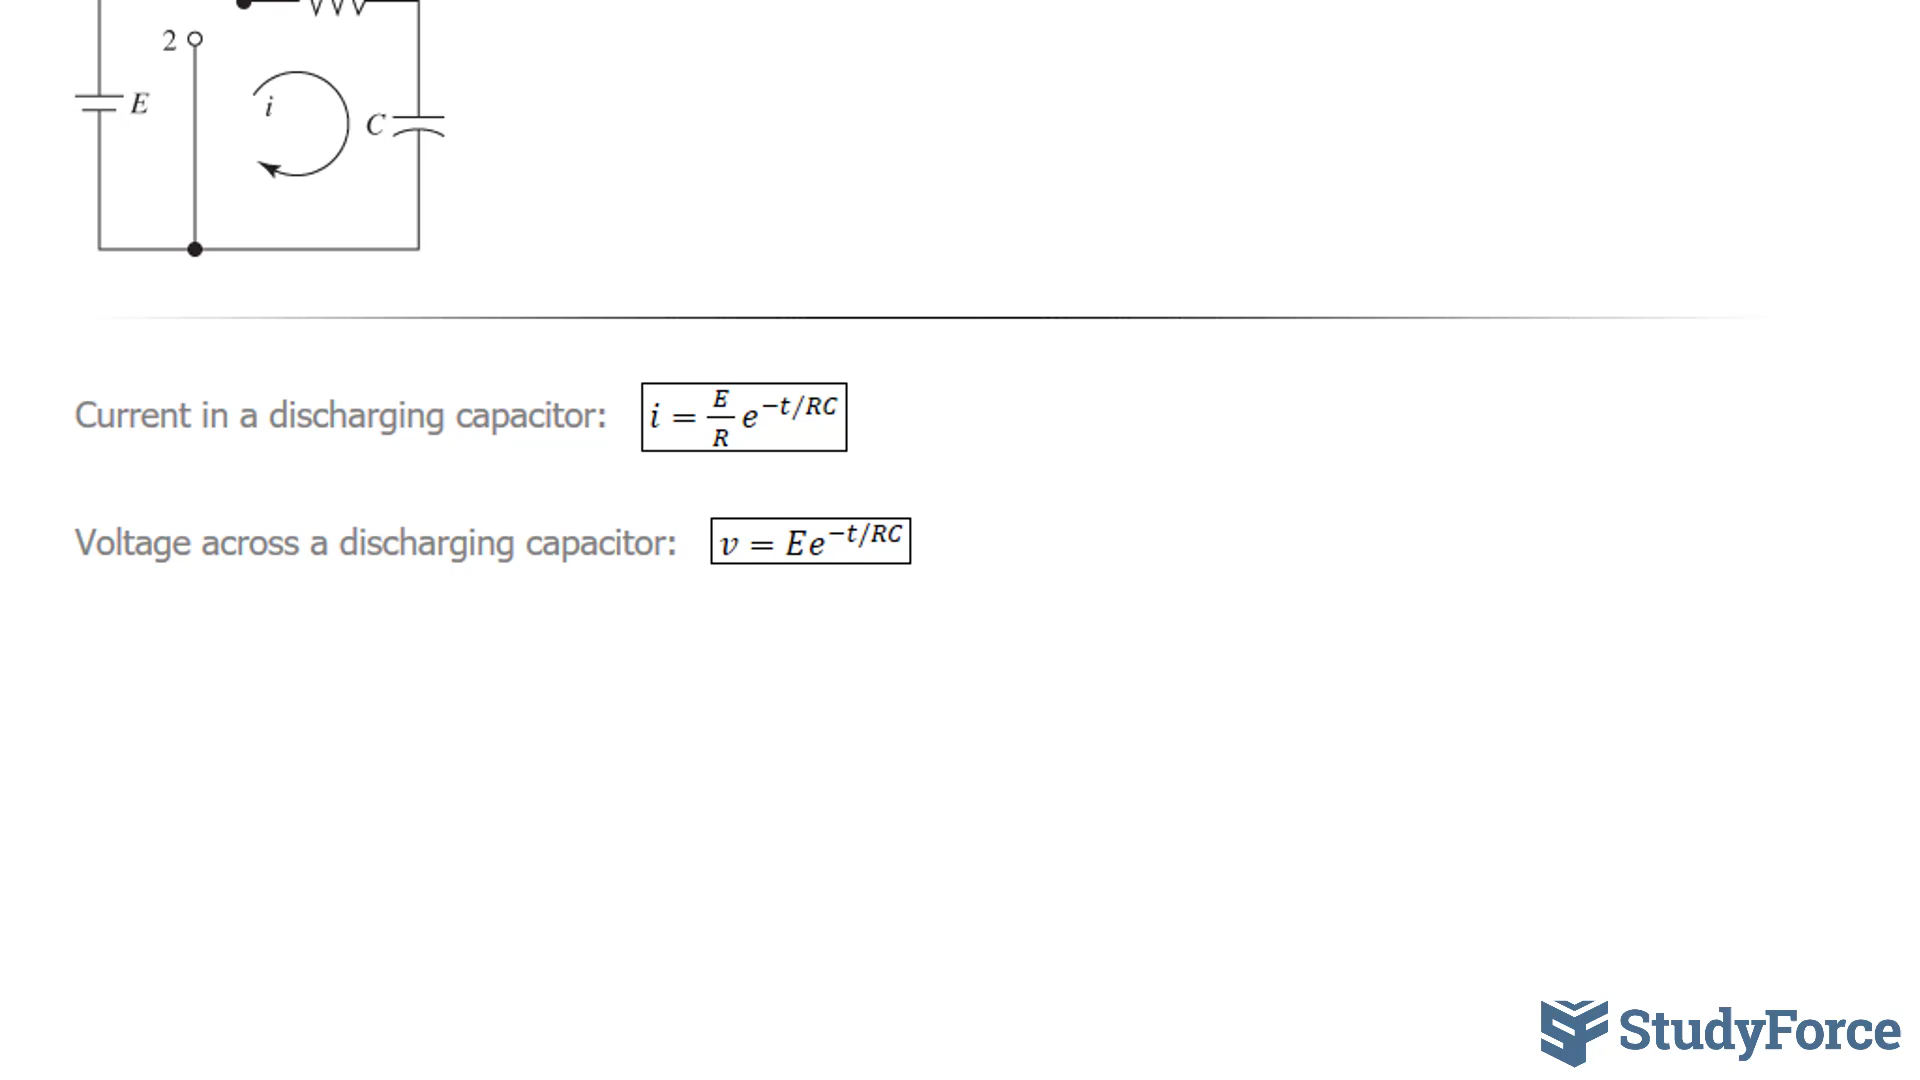 2
E
i
C
Current in a discharging capacitor: i = E/R e^{-t/RC}
Voltage across a discharging capacitor: v = Ee^{-t/RC}
StudyForce